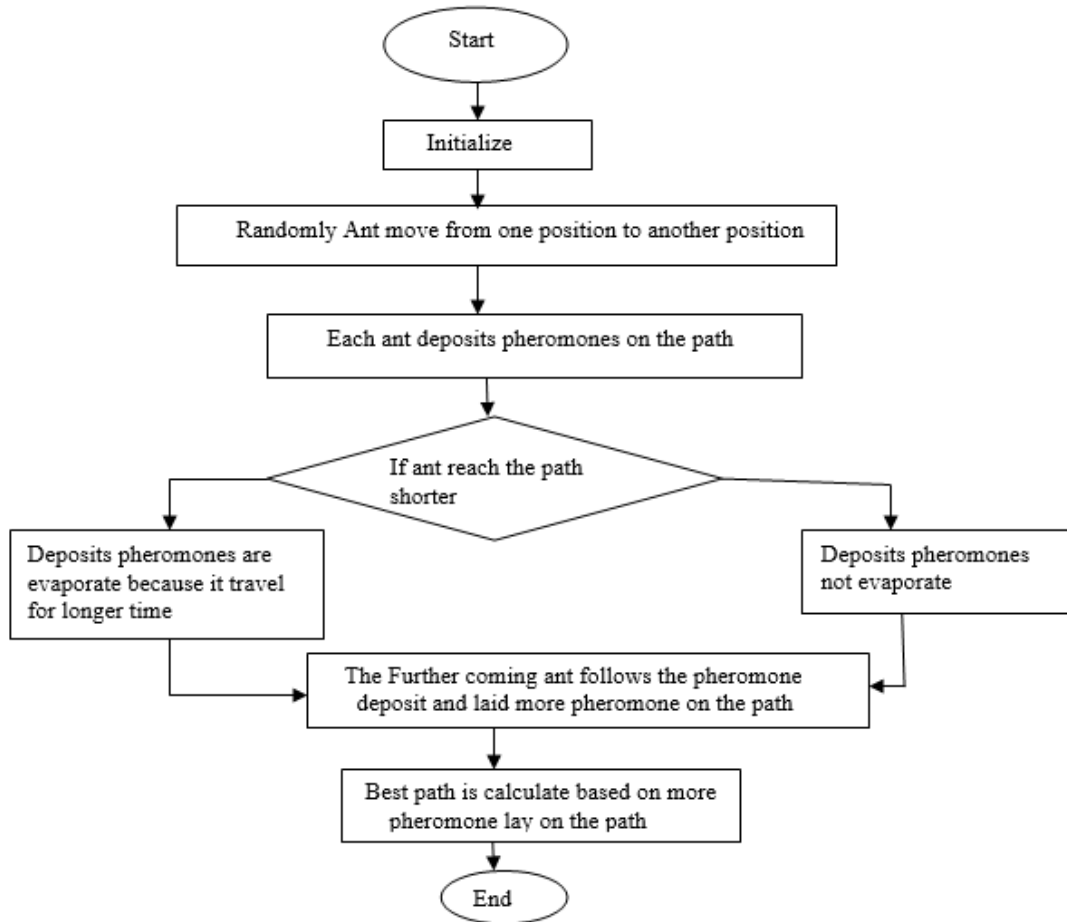 Start
Initialize
Randomly Ant move from one position to another position
Each ant deposits pheromones on the path
If ant reach the path
shorter
Deposits pheromones are
evaporate because it travel
for longer time
Deposits pheromones
not evaporate
The Further coming ant follows the pheromone
deposit and laid more pheromone on the path
Best path is calculate based on more
pheromone lay on the path
End